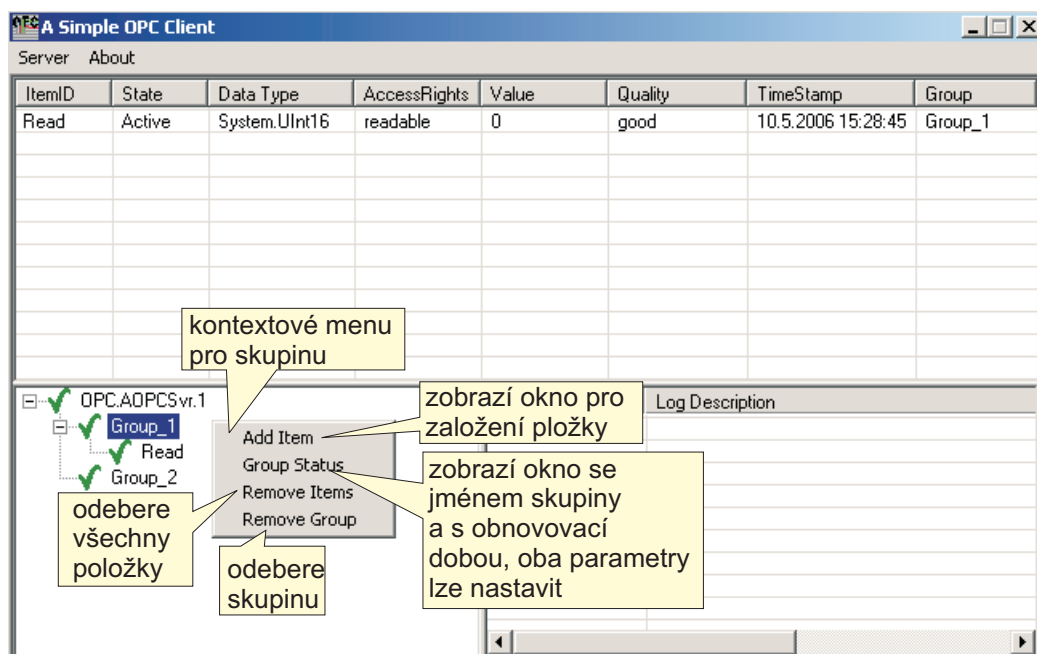 OPC A Simple OPC Client
Server About
ItemID State Data Type AccessRights Value Quality TimeStamp Group
Read Active System.UInt16 readable 0 good 10.5.2006 15:28:45 Group_1
kontextové menu
pro skupinu
OPC.AOPCSvr.1
Group_1
Read
Group_2
Add Item
Group Status
Remove Items
Remove Group
zobrazí okno pro
založení pložky
Log Description
zobrazí okno se
jménem skupiny
a s obnovovací
dobou, oba parametry
lze nastavit
odebere
všechny
položky
odebere
skupinu